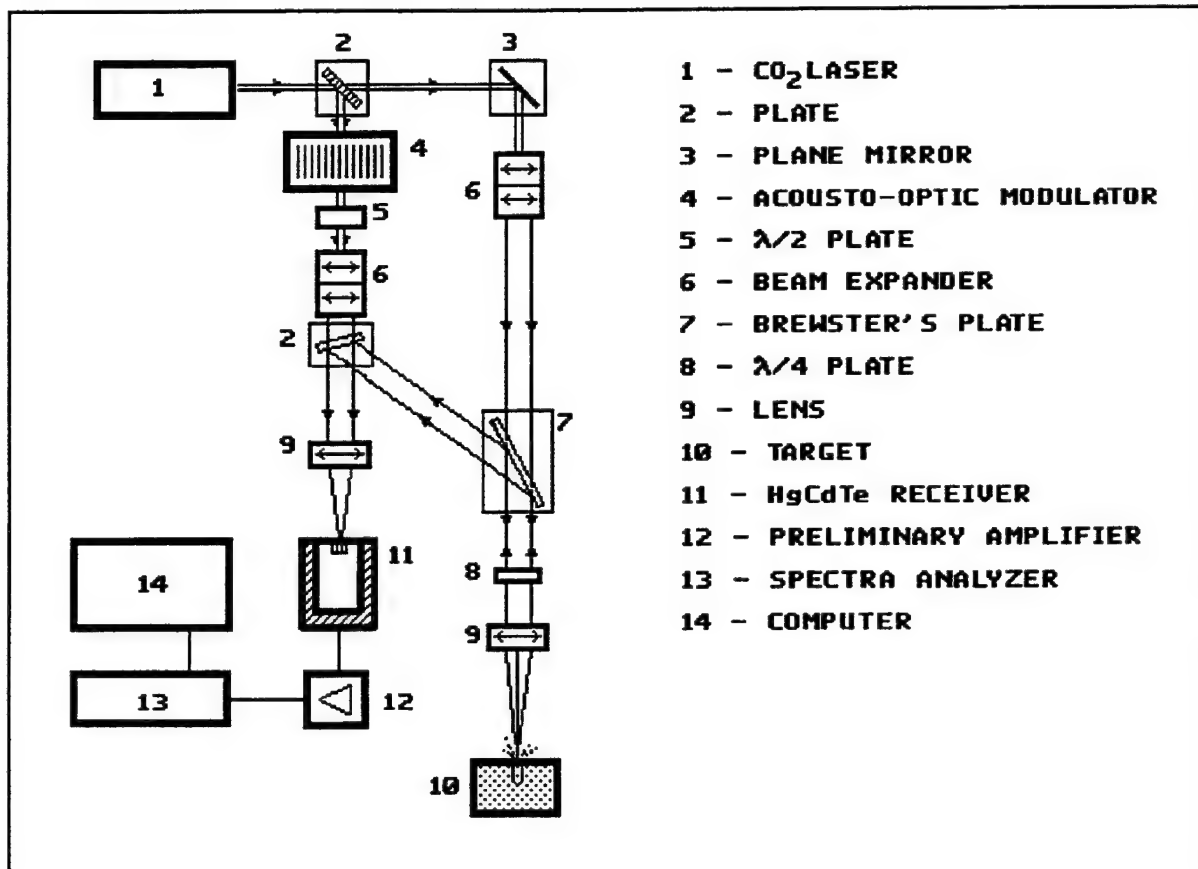 2
3
1
4
6
5
6
2
7
9
11
8
14
9
13
12
10
1 – CO2LASER
2 – PLATE
3 – PLANE MIRROR
4 – ACOUSTO-OPTIC MODULATOR
5 – λ/2 PLATE
6 – BEAM EXPANDER
7 – BREWSTER'S PLATE
8 – λ/4 PLATE
9 – LENS
10 – TARGET
11 – HgCdTe RECEIVER
12 – PRELIMINARY AMPLIFIER
13 – SPECTRA ANALYZER
14 – COMPUTER